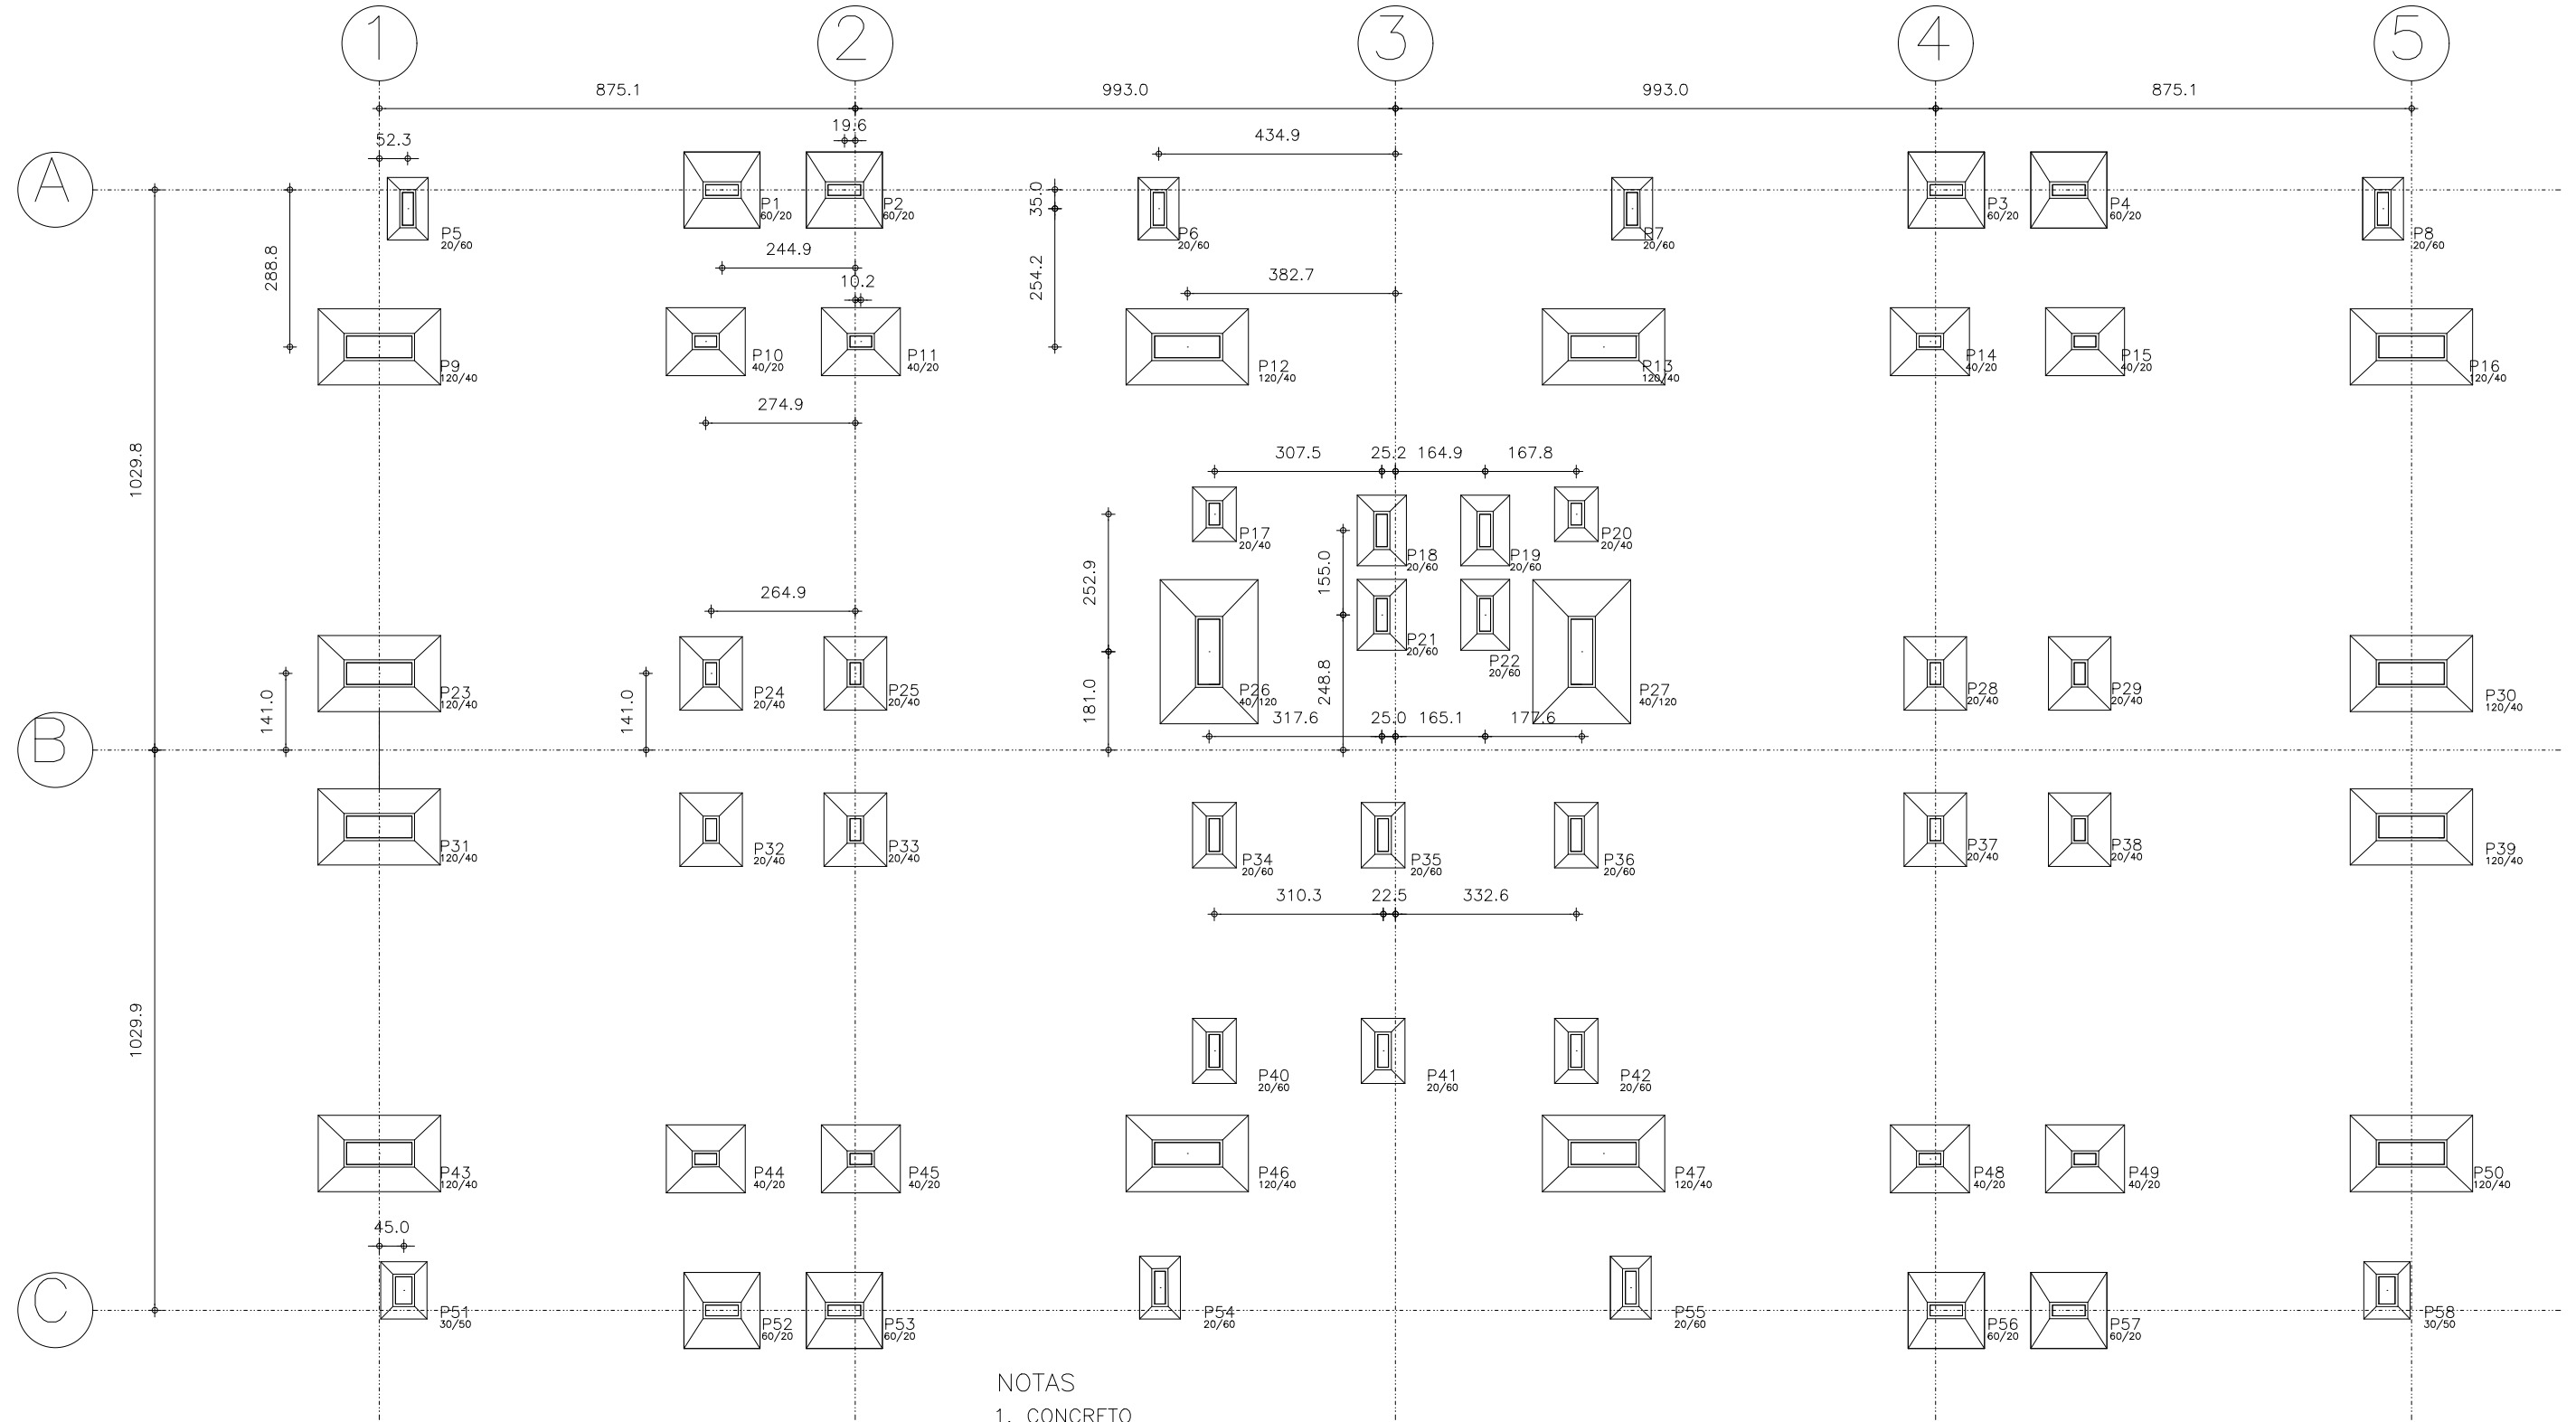 1 2 3 4 5
875.1 993.0 993.0 875.1
19.6
52.3 434.9
A
35.0
P1 P2 P3 P4
60/20 60/20 60/20 60/20
P5 P6 P7 P8
20/60 20/60 20/60 20/60
288.8 244.9 254.2
10.2 382.7
P9 P10 P11 P12 P13 P14 P15 P16
120/40 40/20 40/20 120/40 120/40 40/20 40/20 120/40
274.9
1029.8
307.5 25.2 164.9 167.8
P17 P18 P19 P20
20/40 20/60 20/60 20/40
252.9 155.0
264.9
P21 P22
20/60 20/60
P23 P24 P25 P26 P27 P28 P29 P30
120/40 20/40 20/40 40/120 40/120 20/40 20/40 120/40
141.0 141.0 181.0 248.8
317.6 25.0 165.1 177.6
B
P31 P32 P33 P34 P35 P36 P37 P38 P39
120/40 20/40 20/40 20/60 20/60 20/60 20/40 20/40 120/40
310.3 22.5 332.6
1029.9
P40 P41 P42
20/60 20/60 20/60
P43 P44 P45 P46 P47 P48 P49 P50
120/40 40/20 40/20 120/40 120/40 40/20 40/20 120/40
45.0
C
P51 P52 P53 P54 P55 P56 P57 P58
30/50 60/20 60/20 20/60 20/60 60/20 60/20 30/50
NOTAS
1. CONCRETO